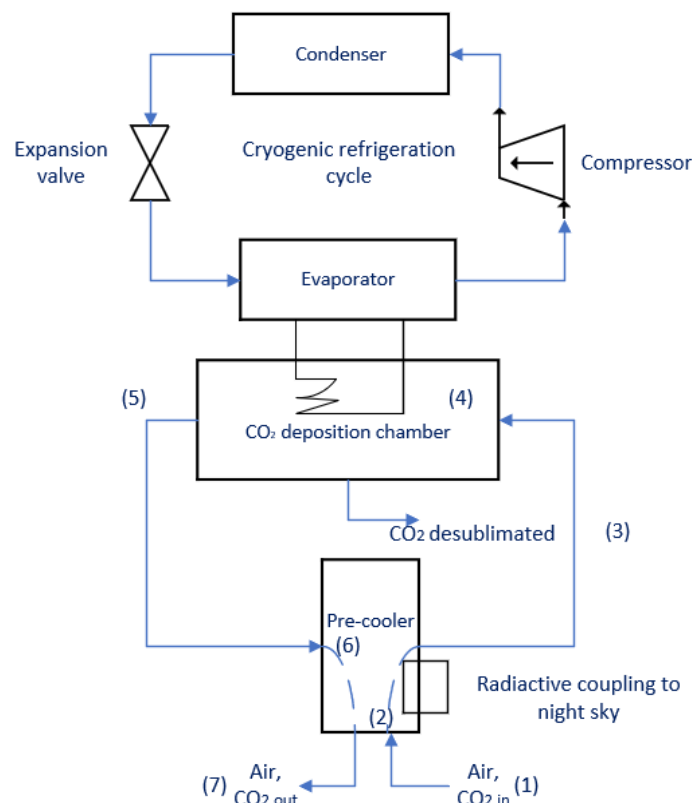 Condenser
Expansion
valve
Cryogenic refrigeration
cycle
Compressor
Evaporator
(5)
(4)
CO₂ deposition chamber
CO₂ desublimated
(3)
Pre-cooler
(6)
Radiactive coupling to
night sky
(2)
(7) Air,
CO₂ out
Air, (1)
CO₂ in